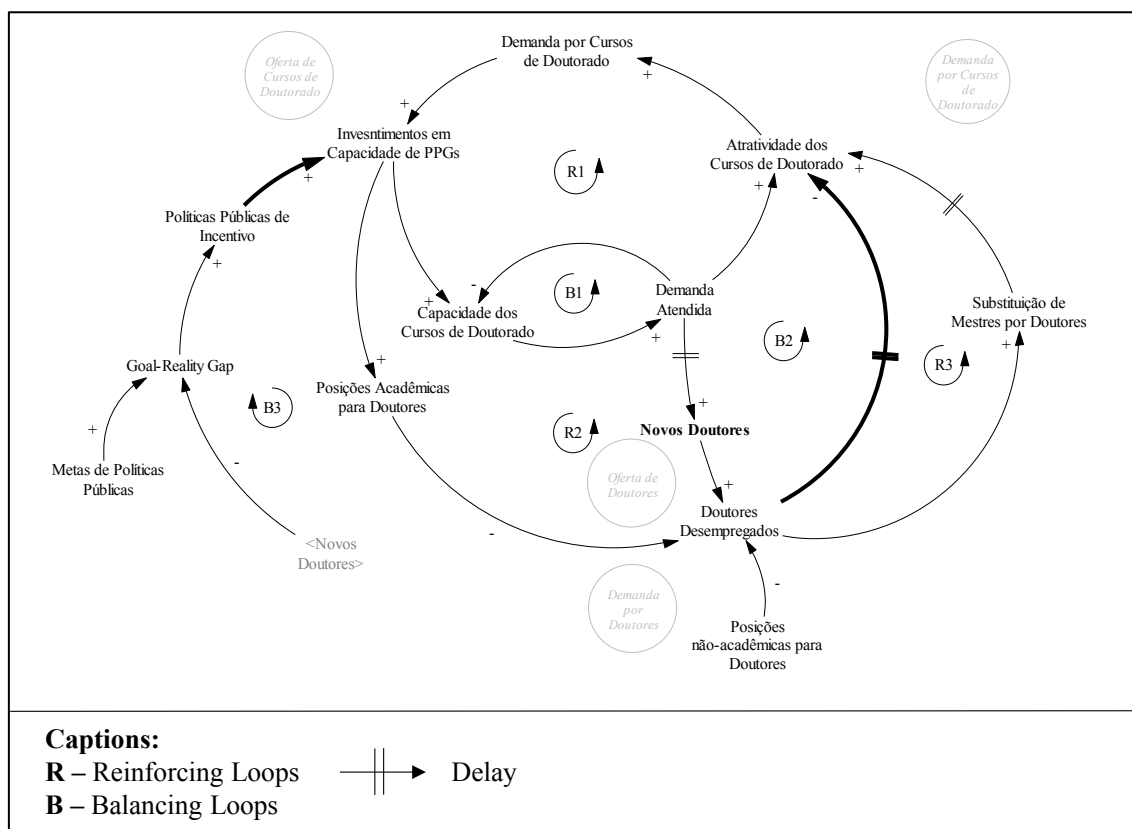 Demanda por Cursos
de Doutorado
Oferta de
Cursos de
Doutorado
Demanda
por Cursos
de
Doutorado
+
+
Invesntimentos em
Capacidade de PPGs
Atratividade dos
Cursos de Doutorado
R1
+
+
+
-
Políticas Públicas de
Incentivo
+
-
B1
Demanda
Atendida
+
Capacidade dos
Cursos de Doutorado
+
B2
Substituição de
Mestres por Doutores
+
R3
Goal-Reality Gap
+
Posições Acadêmicas
para Doutores
B3
+
R2
Novos Doutores
+
-
Metas de Políticas
Públicas
Oferta de
Doutores
+
Doutores
Desempregados
-
<Novos
Doutores>
Demanda
por
Doutores
-
Posições
não-acadêmicas para
Doutores
Captions:
R – Reinforcing Loops
Delay
B – Balancing Loops